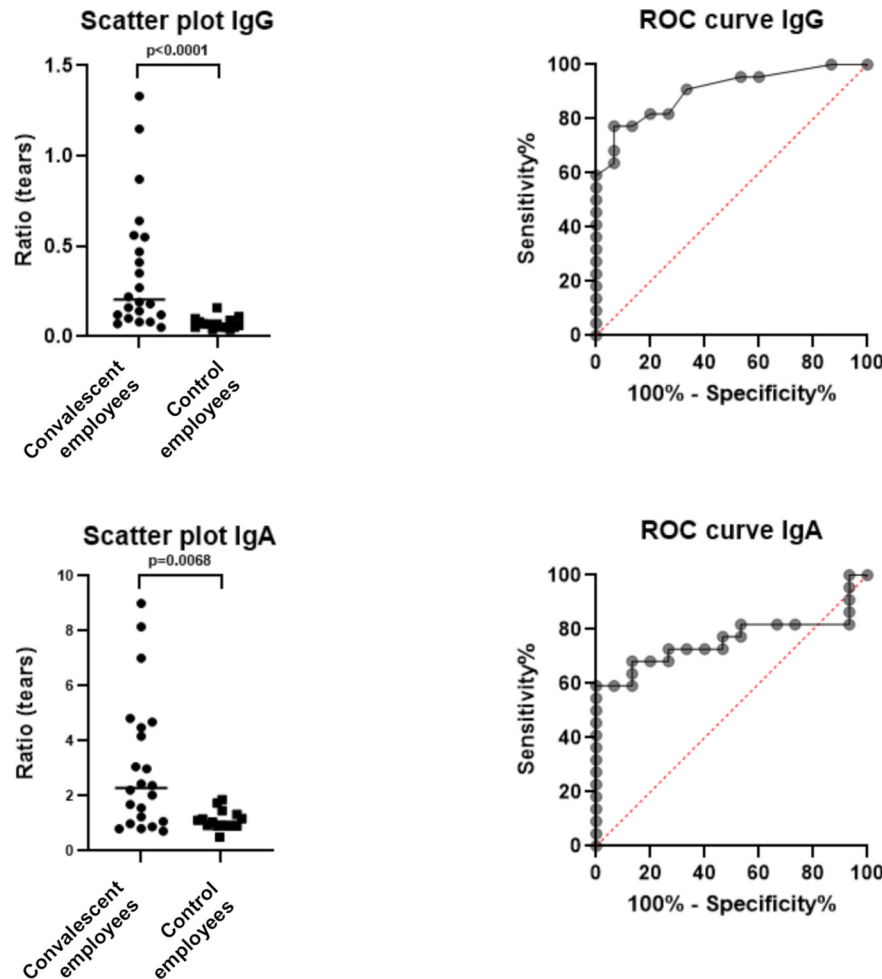 Scatter plot IgG
p<0.0001
1.5
1.0
0.5
0.0
Ratio (tears)
Convalescent
employees
Control
employees
ROC curve IgG
100
80
60
40
20
0
Sensitivity%
0 20 40 60 80 100
100% - Specificity%
Scatter plot IgA
p=0.0068
10
8
6
4
2
0
Ratio (tears)
Convalescent
employees
Control
employees
ROC curve IgA
100
80
60
40
20
0
Sensitivity%
0 20 40 60 80 100
100% - Specificity%